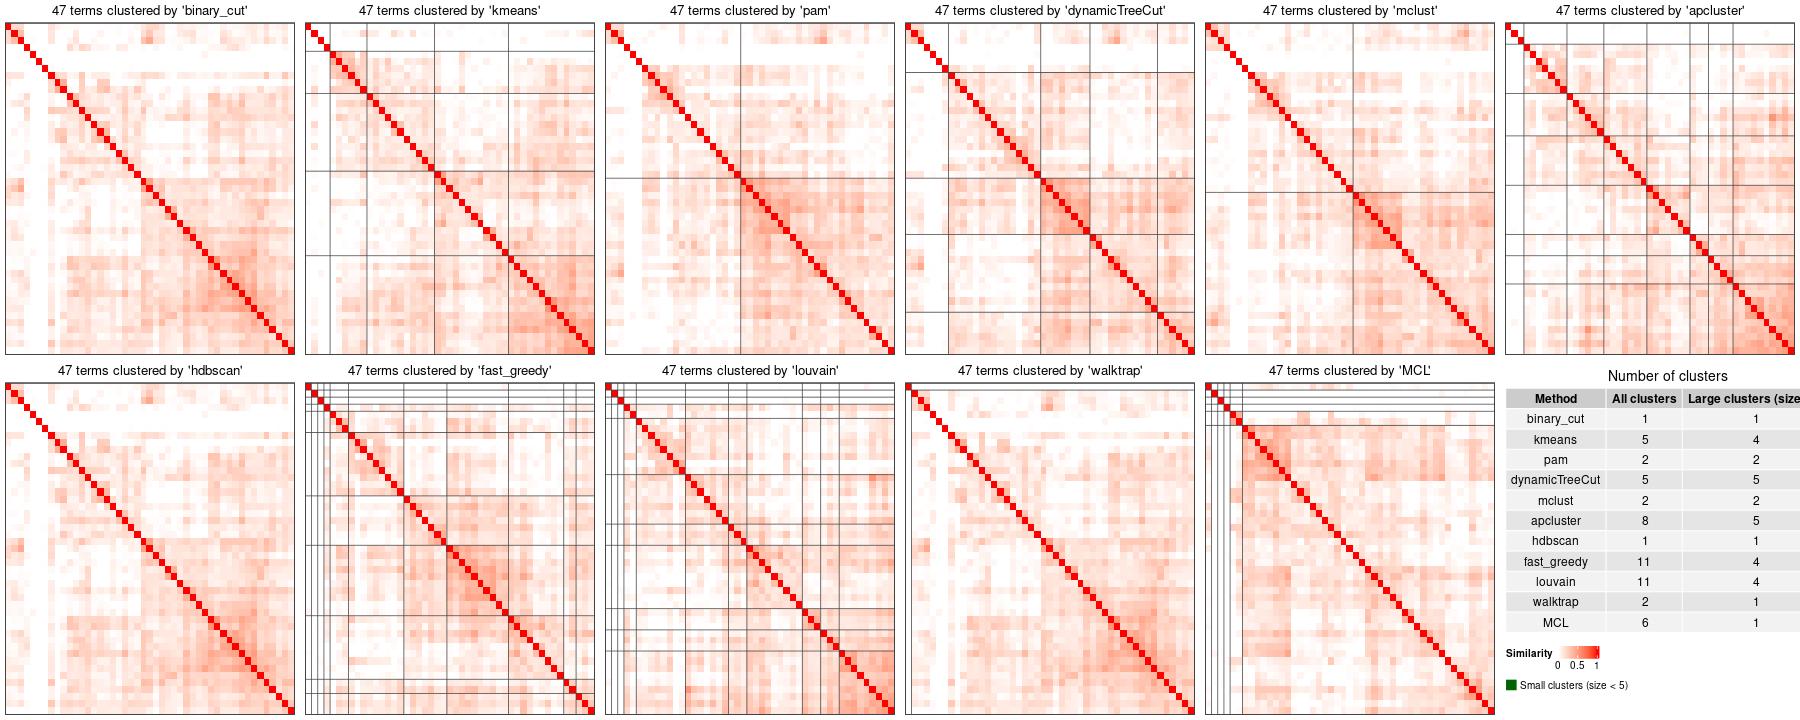 47 terms clustered by 'binary_cut'
47 terms clustered by 'kmeans'
47 terms clustered by 'pam'
47 terms clustered by 'dynamicTreeCut'
47 terms clustered by 'mclust'
47 terms clustered by 'apcluster'
47 terms clustered by 'hdbscan'
47 terms clustered by 'fast_greedy'
47 terms clustered by 'louvain'
47 terms clustered by 'walktrap'
47 terms clustered by 'MCL'
Number of clusters
Method All clusters Large clusters (size
binary_cut 1 1
kmeans 5 4
pam 2 2
dynamicTreeCut 5 5
mclust 2 2
apcluster 8 5
hdbscan 1 1
fast_greedy 11 4
louvain 11 4
walktrap 2 1
MCL 6 1
Similarity
0 0.5 1
Small clusters (size < 5)